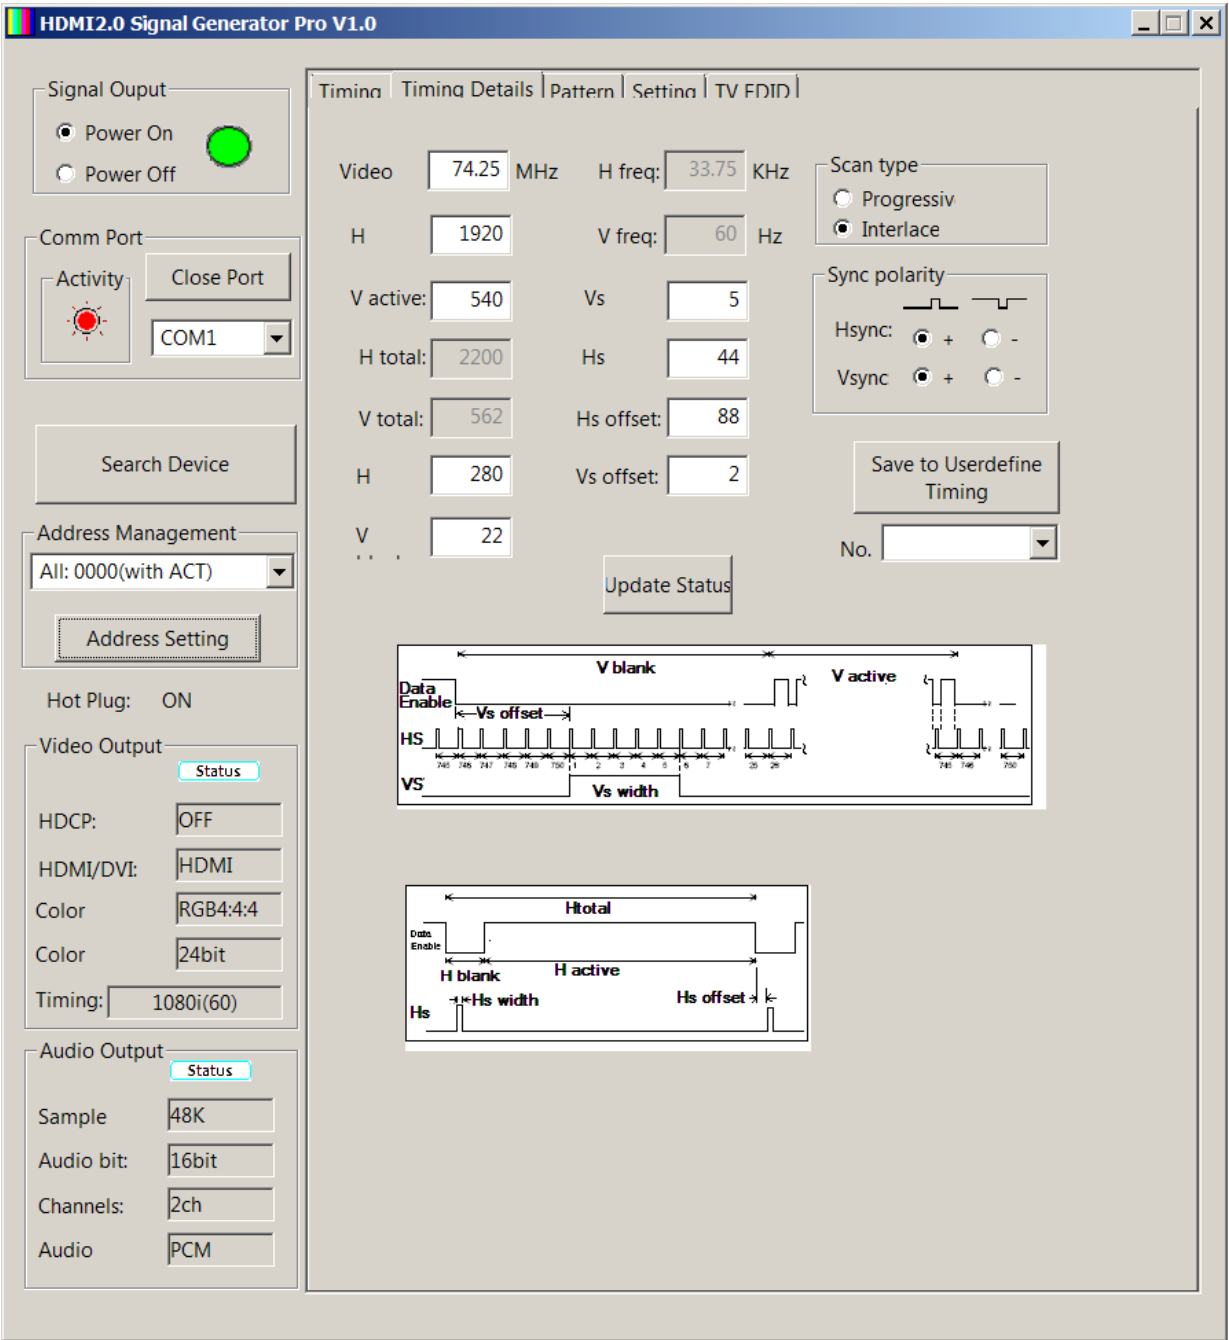 HDMI2.0 Signal Generator Pro V1.0
Signal Ouput
Power On
Power Off
Comm Port
Activity
Close Port
COM1
Search Device
Address Management
All: 0000(with ACT)
Address Setting
Hot Plug: ON
Video Output
Status
HDCP: OFF
HDMI/DVI: HDMI
Color RGB4:4:4
Color 24bit
Timing: 1080i(60)
Audio Output
Status
Sample 48K
Audio bit: 16bit
Channels: 2ch
Audio PCM
Timing Timing Details Pattern Setting TV EDID
Video 74.25 MHz H freq: 33.75 KHz
H 1920 V freq: 60 Hz
V active: 540 Vs 5
H total: 2200 Hs 44
V total: 562 Hs offset: 88
H 280 Vs offset: 2
V 22
Update Status
Scan type
Progressiv
Interlace
Sync polarity
Hsync: + -
Vsync + -
Save to Userdefine
Timing
No.
V blank
V active
Data
Enable
Vs offset
HS
VS
Vs width
Htotal
Data
Enable
H blank
H active
Hs width
Hs offset
Hs